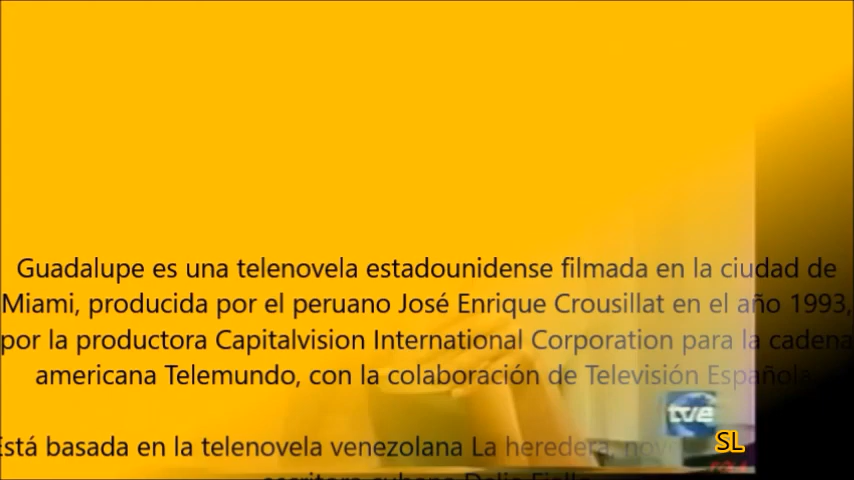 Guadalupe es una telenovela estadounidense filmada en la ciudad de
Miami, producida por el peruano José Enrique Crousillat en el año 1993,
por la productora Capitalvision International Corporation para la cadena
americana Telemundo, con la colaboración de Televisión Española.
Está basada en la telenovela venezolana La heredera,
tve
SL